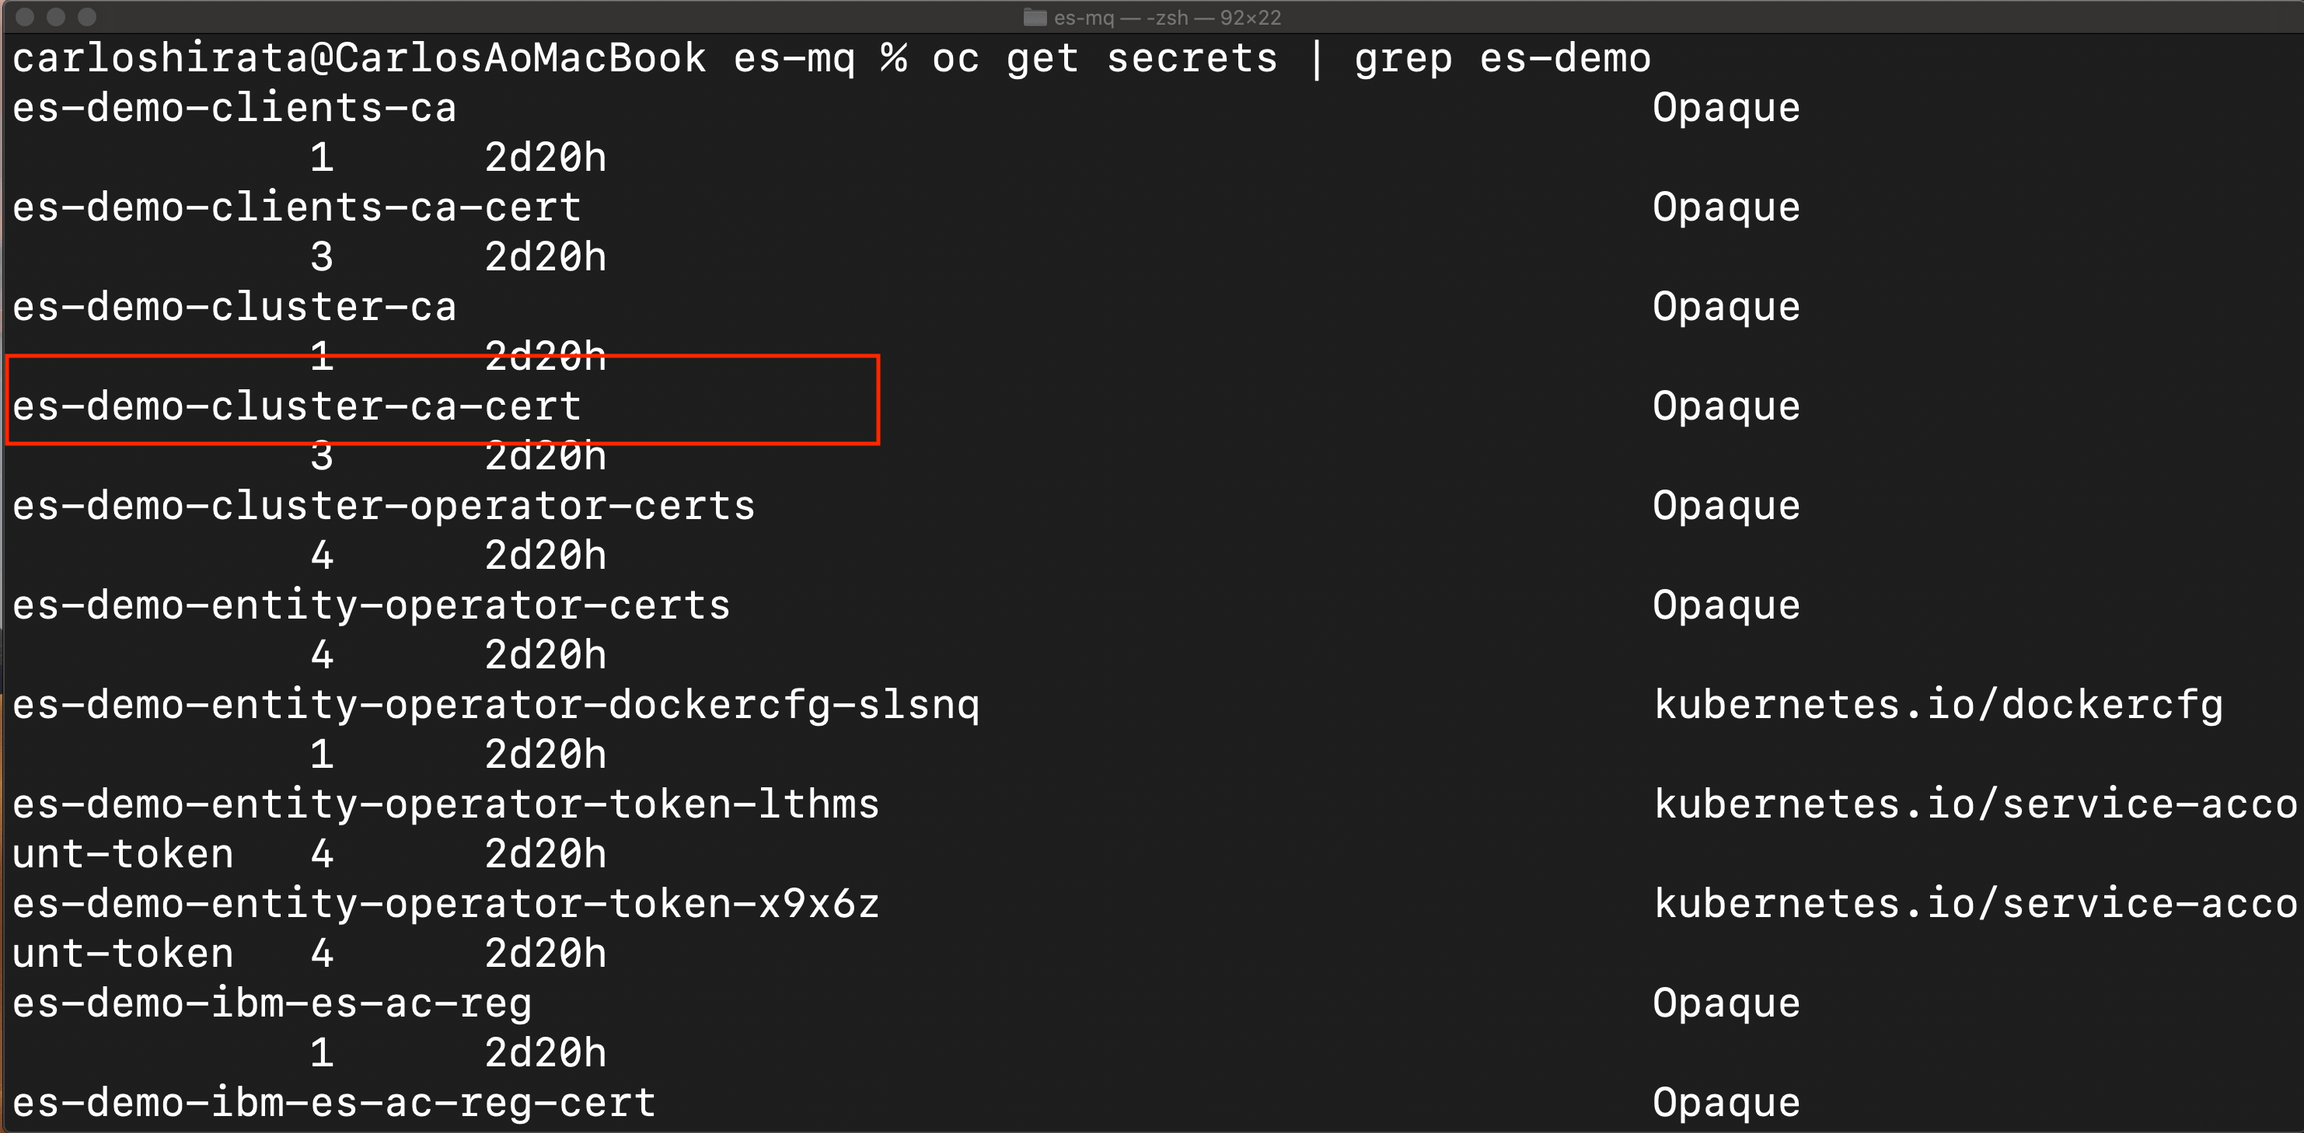 es-mq — -zsh — 92×22
carloshirata@CarlosAoMacBook es-mq % oc get secrets | grep es-demo
es-demo-clients-ca Opaque
1 2d20h
es-demo-clients-ca-cert Opaque
3 2d20h
es-demo-cluster-ca Opaque
1 2d20h
es-demo-cluster-ca-cert Opaque
3 2d20h
es-demo-cluster-operator-certs Opaque
4 2d20h
es-demo-entity-operator-certs Opaque
4 2d20h
es-demo-entity-operator-dockercfg-slsnq kubernetes.io/dockercfg
1 2d20h
es-demo-entity-operator-token-lthms kubernetes.io/service-acco
unt-token 4 2d20h
es-demo-entity-operator-token-x9x6z kubernetes.io/service-acco
unt-token 4 2d20h
es-demo-ibm-es-ac-reg Opaque
1 2d20h
es-demo-ibm-es-ac-reg-cert Opaque